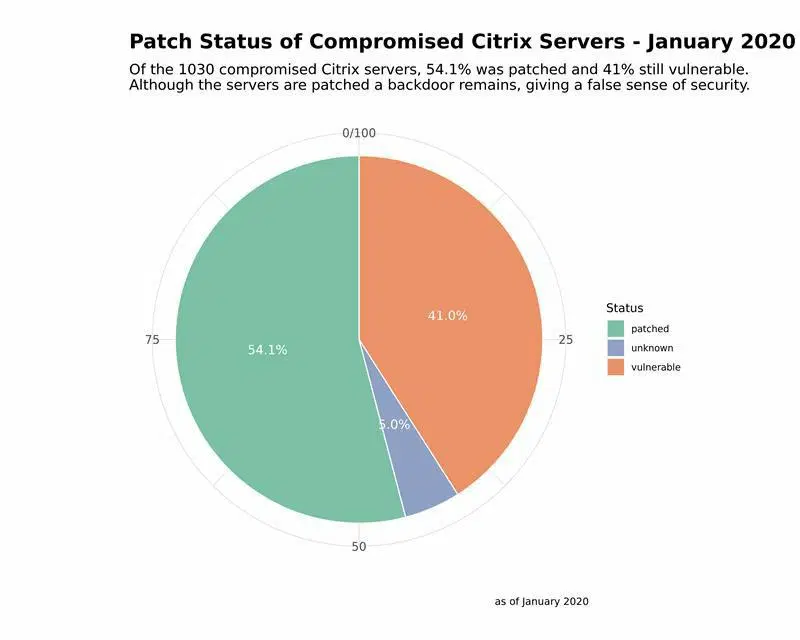 Patch Status of Compromised Citrix Servers - January 2020
Of the 1030 compromised Citrix servers, 54.1% was patched and 41% still vulnerable.
Although the servers are patched a backdoor remains, giving a false sense of security.
0/100
41.0%
Status
patched
unknown
vulnerable
75
25
54.1%
5.0%
50
as of January 2020